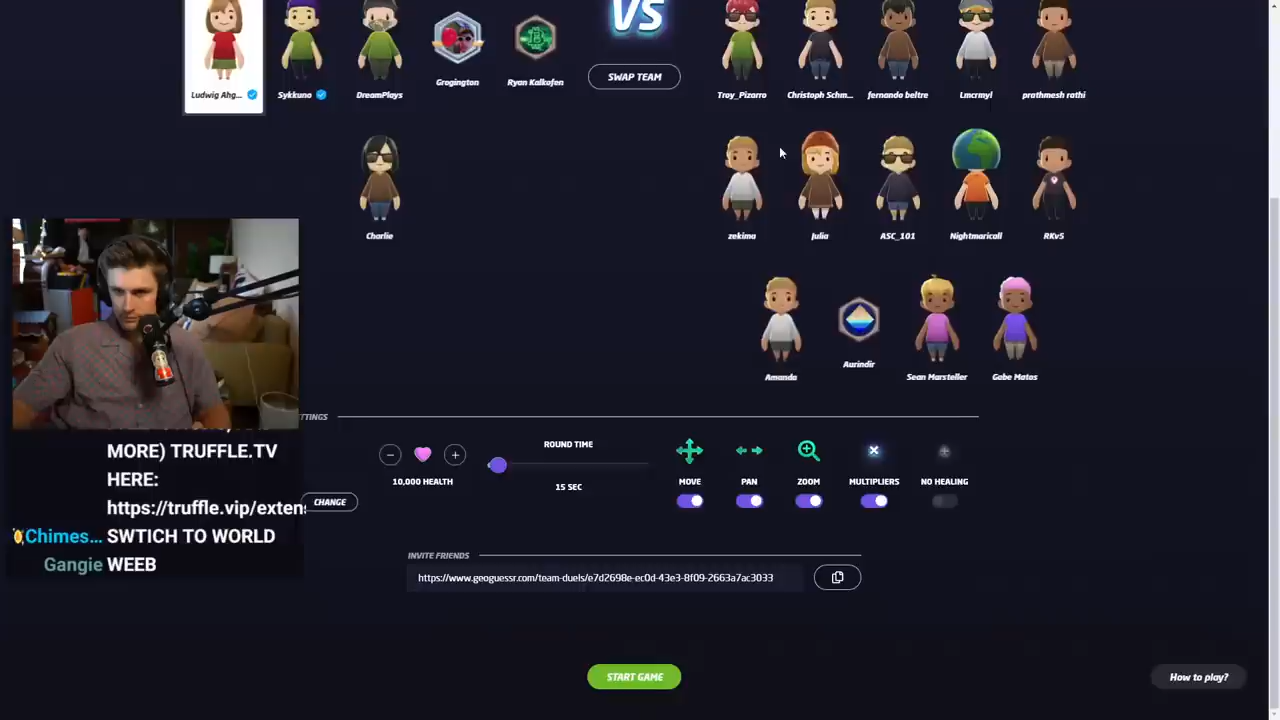 VS
SWAP TEAM
Ludwig Ahg...
Sykkuno
DreamPlays
Grogington
Ryan Kalkofen
Troy_Pizarro
Christoph Schm...
fernando beltre
Lmcrmyl
prathmesh rathi
Charlie
zekima
Julia
ASC_101
Nightmaricall
RKv5
Amanda
Aurindir
Sean Marsteller
Gabe Matos
TTINGS
ROUND TIME
10,000 HEALTH
15 SEC
MOVE
PAN
ZOOM
MULTIPLIERS
NO HEALING
CHANGE
MORE) TRUFFLE.TV
HERE:
https://truffle.vip/exten
Chimes... SWTICH TO WORLD
Gangie WEEB
INVITE FRIENDS
https://www.geoguessr.com/team-duels/e7d2698e-ec0d-43e3-8f09-2663a7ac3033
START GAME
How to play?